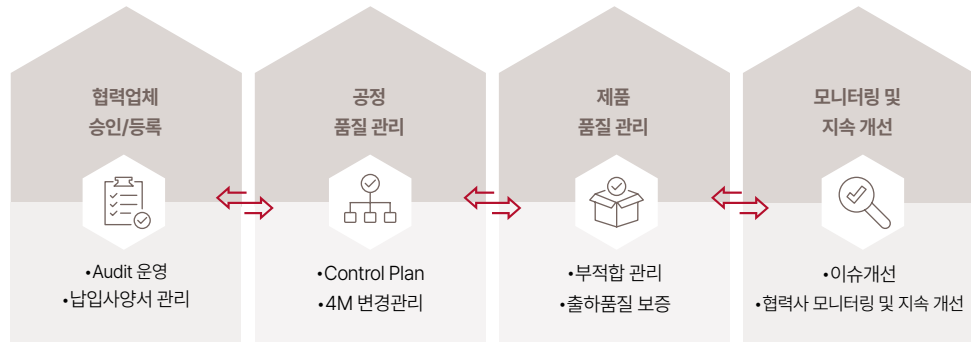 협력업체
승인/등록
•Audit 운영
•납입사양서 관리
공정
품질 관리
•Control Plan
•4M 변경관리
제품
품질 관리
•부적합 관리
•출하품질 보증
모니터링 및
지속 개선
•이슈개선
•협력사 모니터링 및 지속 개선